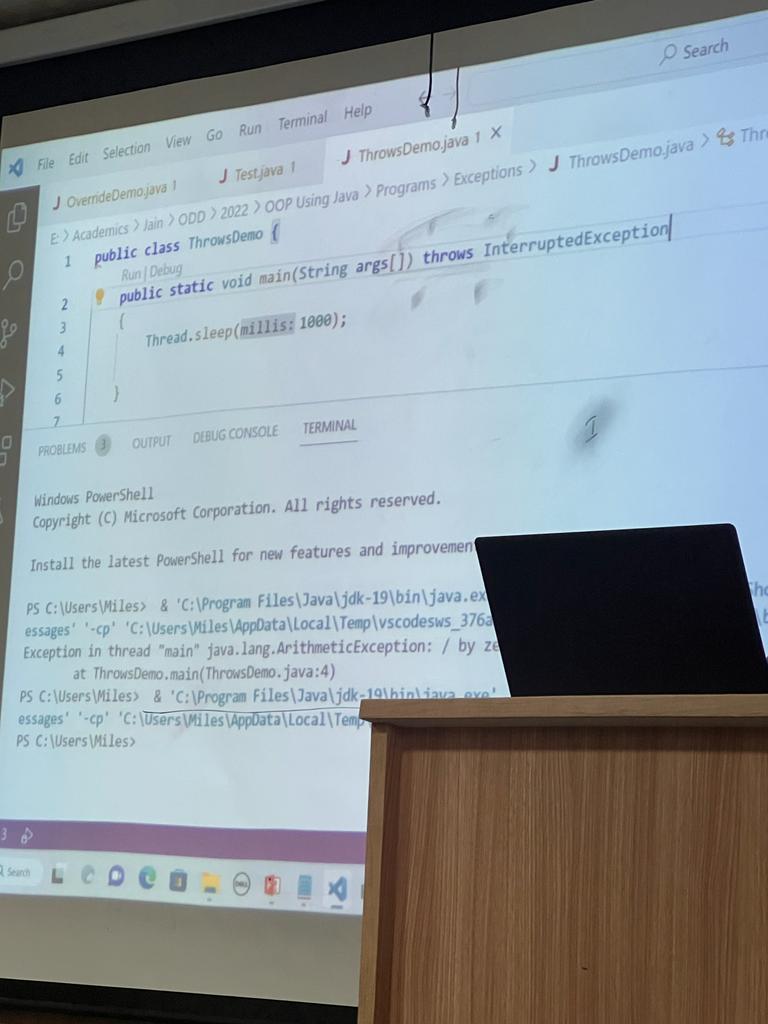 Search
File Edit Selection View Go Run Terminal Help
J OverrideDemo.java 1 J Test.java 1 J ThrowsDemo.java 1 X
E: > Academics > Jain > ODD > 2022 > OOP Using Java > Programs > Exceptions > J ThrowsDemo.java >
1 public class ThrowsDemo {
Run | Debug
2 public static void main(String args[]) throws InterruptedException
3 {
4 Thread.sleep(millis: 1000);
5
6 }
7
PROBLEMS 3 OUTPUT DEBUG CONSOLE TERMINAL
Windows PowerShell
Copyright (C) Microsoft Corporation. All rights reserved.
Install the latest PowerShell for new features and improvemen
PS C:\Users\Miles> & 'C:\Program Files\Java\jdk-19\bin\java.ex
essages' '-cp' 'C:\Users\Miles\AppData\Local\Temp\vscodesws_376a
Exception in thread "main" java.lang.ArithmeticException: / by ze
at ThrowsDemo.main(ThrowsDemo.java:4)
PS C:\Users\Miles> & 'C:\Program Files\Java\jdk-19\bin\java.exe'
essages' '-cp' 'C:\Users\Miles\AppData\Local\Temp
PS C:\Users\Miles>
3
Search
DELL